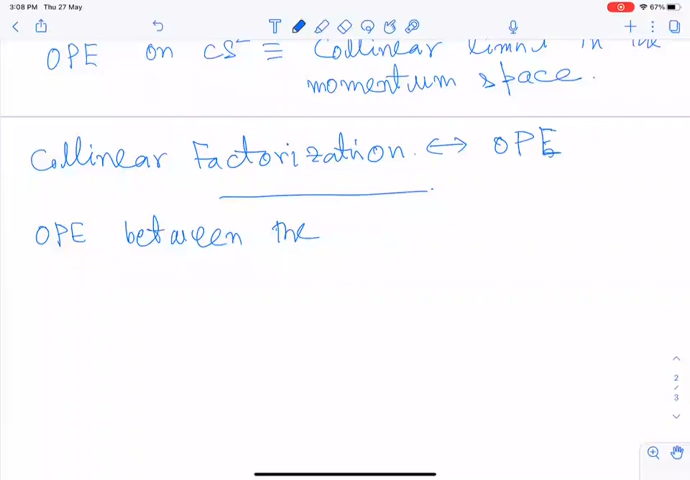 3:08 PM Thu 27 May
67%
OPE on CS² ≡ Collinear limit in the
momentum space.
Collinear Factorization. ↔ OPE
OPE between the
2
/
3